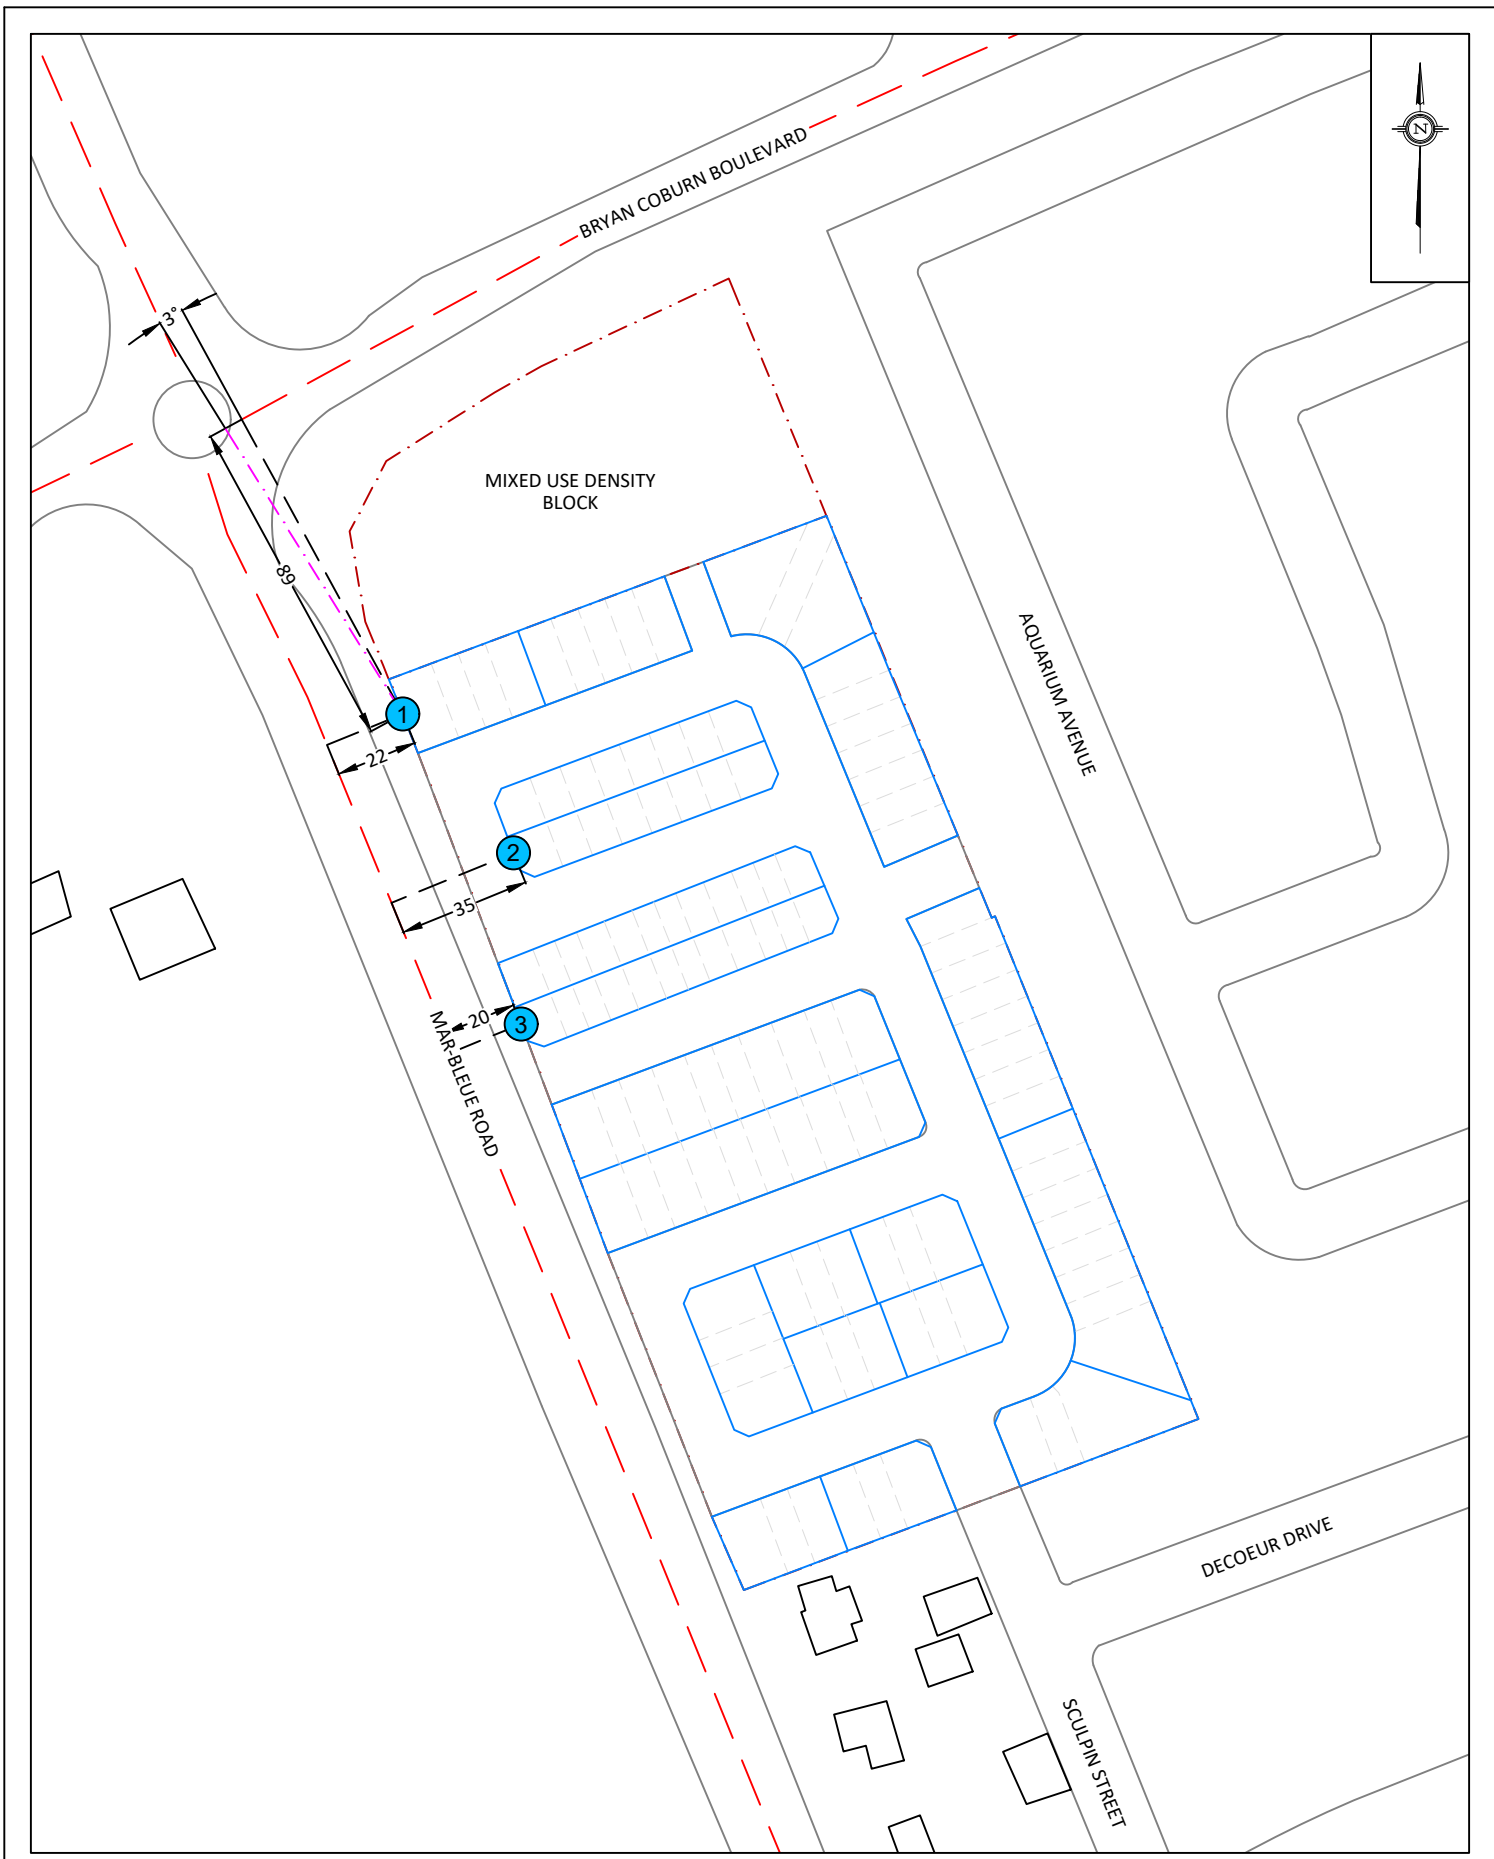 N
BRYAN COBURN BOULEVARD
3°
MIXED USE DENSITY
BLOCK
89
AQUARIUM AVENUE
1
22
2
35
20
3
MAR-BLEUE ROAD
DECOEUR DRIVE
SCULPIN STREET